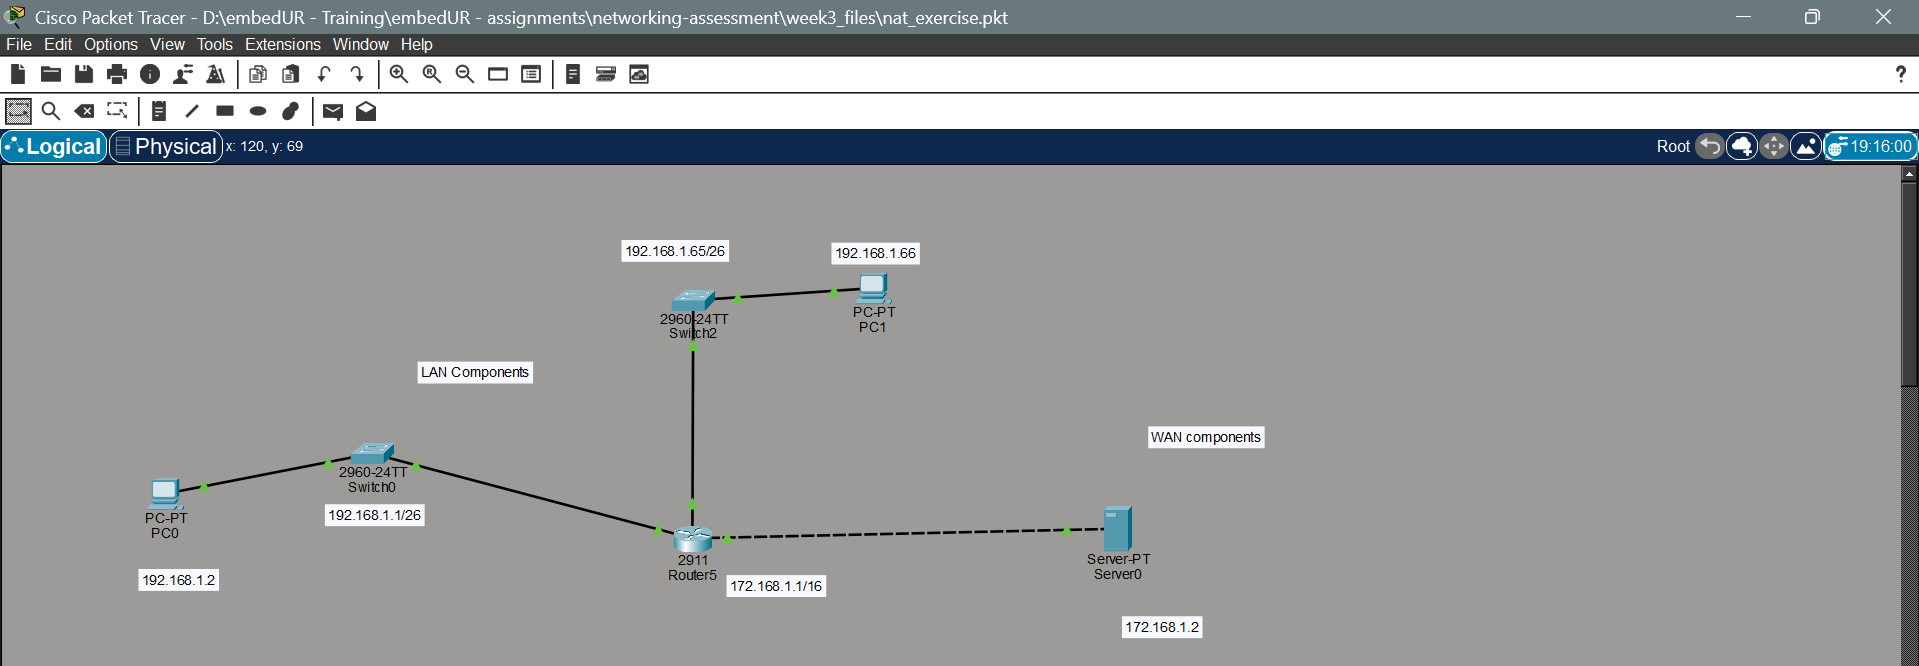 Cisco Packet Tracer - D:\embedUR - Training\embedUR - assignments\networking-assessment\week3_files\nat_exercise.pkt
File Edit Options View Tools Extensions Window Help
?
Logical Physical x: 120, y: 69 Root 19:16:00
192.168.1.65/26
192.168.1.66
2960-24TT
Switch2
PC-PT
PC1
LAN Components
WAN components
2960-24TT
Switch0
192.168.1.1/26
PC-PT
PC0
192.168.1.2
2911
Router5
172.168.1.1/16
Server-PT
Server0
172.168.1.2